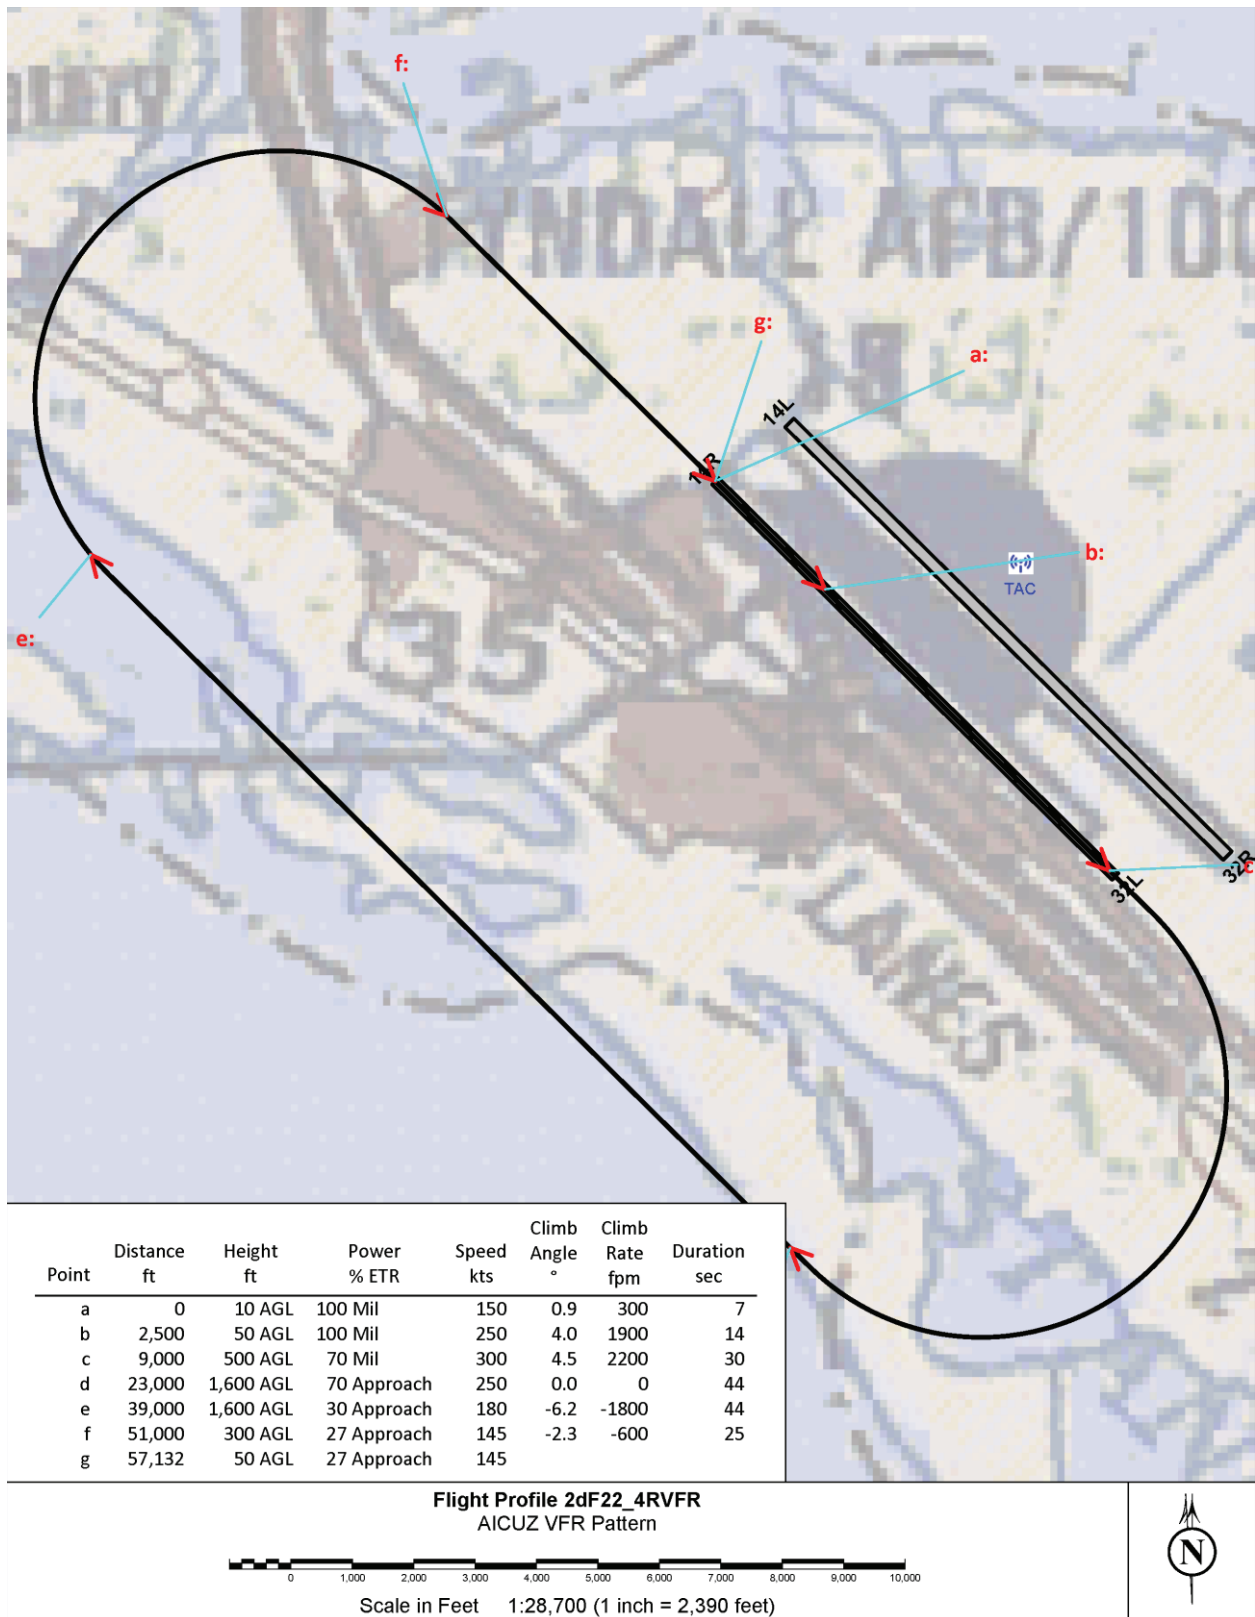 f:
TYNDALL AFB/100
g:
a:
14L
14R
b:
TAC
35
e:
32R
c
32L
LANES
Point Distance ft Height ft Power % ETR Speed kts Climb Angle ° Climb Rate fpm Duration sec
a 0 10 AGL 100 Mil 150 0.9 300 7
b 2,500 50 AGL 100 Mil 250 4.0 1900 14
c 9,000 500 AGL 70 Mil 300 4.5 2200 30
d 23,000 1,600 AGL 70 Approach 250 0.0 0 44
e 39,000 1,600 AGL 30 Approach 180 -6.2 -1800 44
f 51,000 300 AGL 27 Approach 145 -2.3 -600 25
g 57,132 50 AGL 27 Approach 145
Flight Profile 2dF22_4RVFR
AICUZ VFR Pattern
0 1,000 2,000 3,000 4,000 5,000 6,000 7,000 8,000 9,000 10,000
Scale in Feet 1:28,700 (1 inch = 2,390 feet)
N